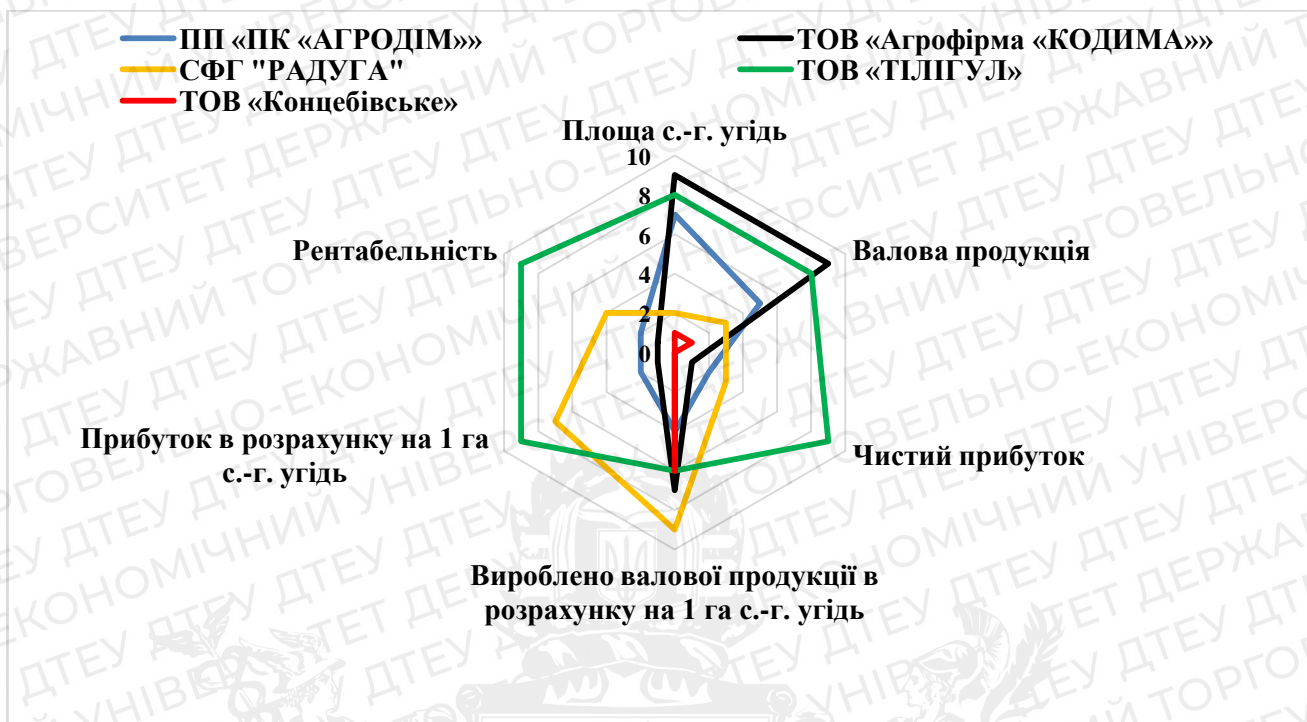 ПП «ПК «АГРОДІМ»»
ТОВ «Агрофірма «КОДИМА»»
СФГ "РАДУГА"
ТОВ «ТІЛІГУЛ»
ТОВ «Концебівське»
Площа с.-г. угідь
10
8
6
4
2
0
Рентабельність
Валова продукція
Прибуток в розрахунку на 1 га
с.-г. угідь
Чистий прибуток
Вироблено валової продукції в
розрахунку на 1 га с.-г. угідь